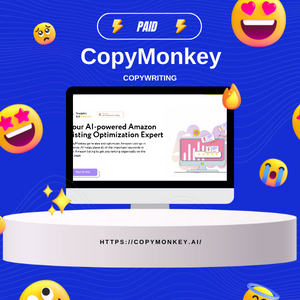 PAID
CopyMonkey
COPYWRITING
our AI-powered Amazon
isting Optimization Expert
HTTPS://COPYMONKEY.AI/